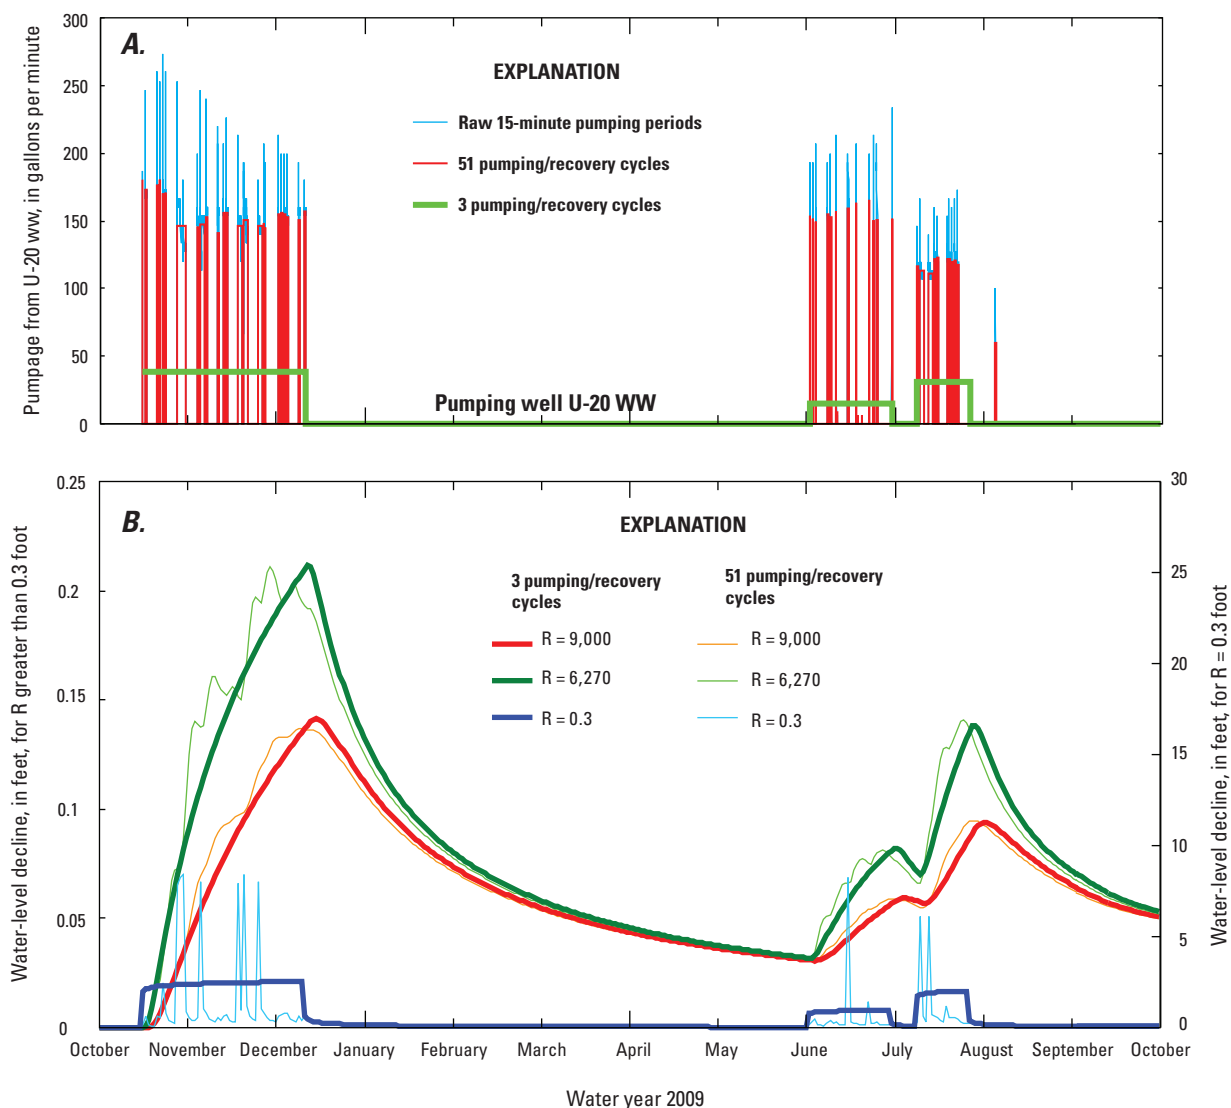 A.
EXPLANATION
Raw 15-minute pumping periods
51 pumping/recovery cycles
3 pumping/recovery cycles
Pumping well U-20 WW
Pumpage from U-20 ww, in gallons per minute
300
250
200
150
100
50
0
B.
EXPLANATION
3 pumping/recovery
cycles
R = 9,000
R = 6,270
R = 0.3
51 pumping/recovery
cycles
R = 9,000
R = 6,270
R = 0.3
Water-level decline, in feet, for R greater than 0.3 foot
0.25
0.2
0.15
0.1
0.05
0
Water-level decline, in feet, for R = 0.3 foot
30
25
20
15
10
5
0
October November December January February March April May June July August September October
Water year 2009